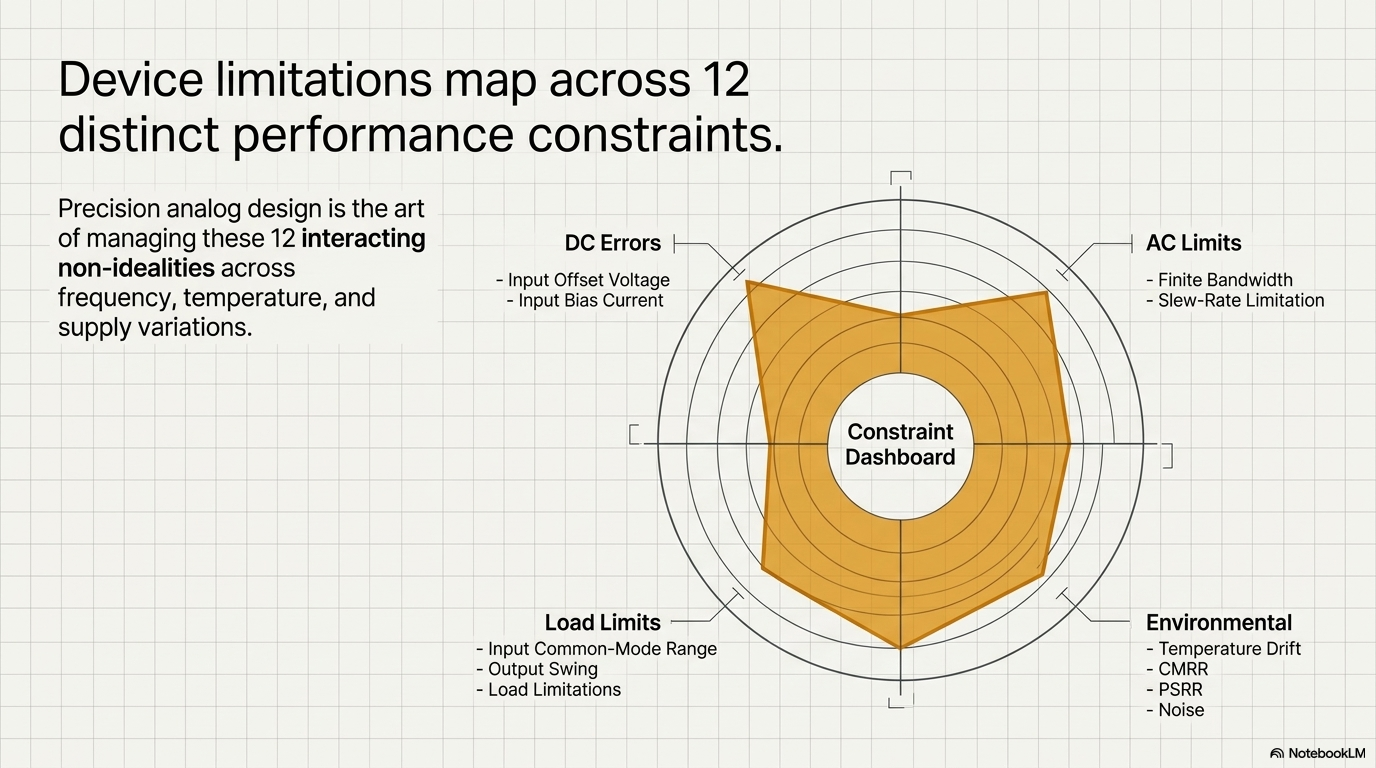 Device limitations map across 12
distinct performance constraints.
Precision analog design is the art
of managing these 12 interacting
non-idealities across
frequency, temperature, and
supply variations.
DC Errors
- Input Offset Voltage
- Input Bias Current
AC Limits
- Finite Bandwidth
- Slew-Rate Limitation
Constraint
Dashboard
Load Limits
- Input Common-Mode Range
- Output Swing
- Load Limitations
Environmental
- Temperature Drift
- CMRR
- PSRR
- Noise
NotebookLM